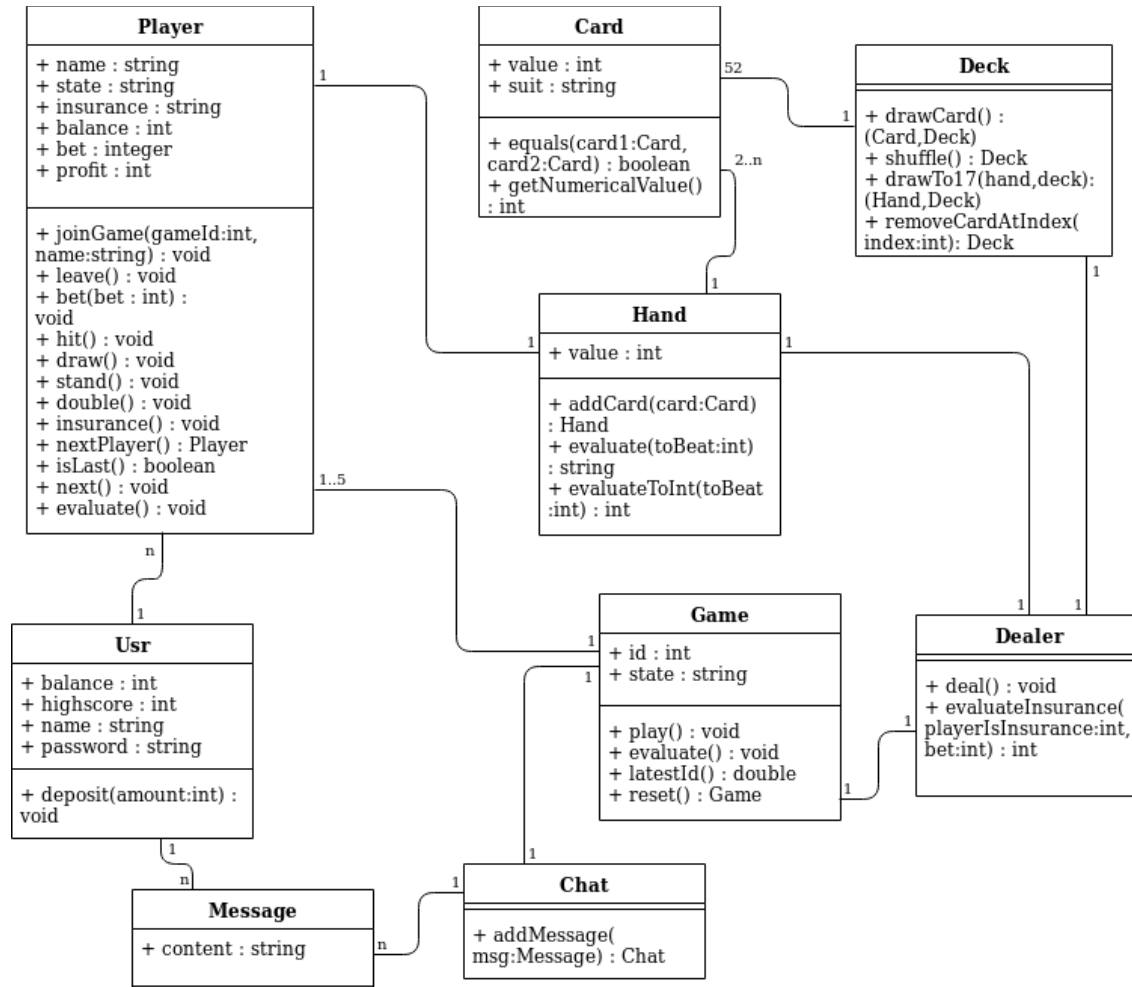 Player
+ name : string
+ state : string
+ insurance : string
+ balance : int
+ bet : integer
+ profit : int
+ joinGame(gameId:int,
name:string) : void
+ leave() : void
+ bet(bet : int) :
void
+ hit() : void
+ draw() : void
+ stand() : void
+ double() : void
+ insurance() : void
+ nextPlayer() : Player
+ isLast() : boolean
+ next() : void
+ evaluate() : void
1
1
1..5
1
n
1
Card
+ value : int
+ suit : string
+ equals(card1:Card,
card2:Card) : boolean
+ getNumericalValue()
: int
52
1
2..n
1
Deck
+ drawCard() :
(Card,Deck)
+ shuffle() : Deck
+ drawTo17(hand,deck):
(Hand,Deck)
+ removeCardAtIndex(
index:int): Deck
1
1
Hand
+ value : int
+ addCard(card:Card)
: Hand
+ evaluate(toBeat:int)
: string
+ evaluateToInt(toBeat
:int) : int
1
1
Usr
+ balance : int
+ highscore : int
+ name : string
+ password : string
+ deposit(amount:int) :
void
1
n
Game
+ id : int
+ state : string
+ play() : void
+ evaluate() : void
+ latestId() : double
+ reset() : Game
1
1
1
1
Dealer
+ deal() : void
+ evaluateInsurance(
playerIsInsurance:int,
bet:int) : int
Message
+ content : string
n
1
Chat
+ addMessage(
msg:Message) : Chat